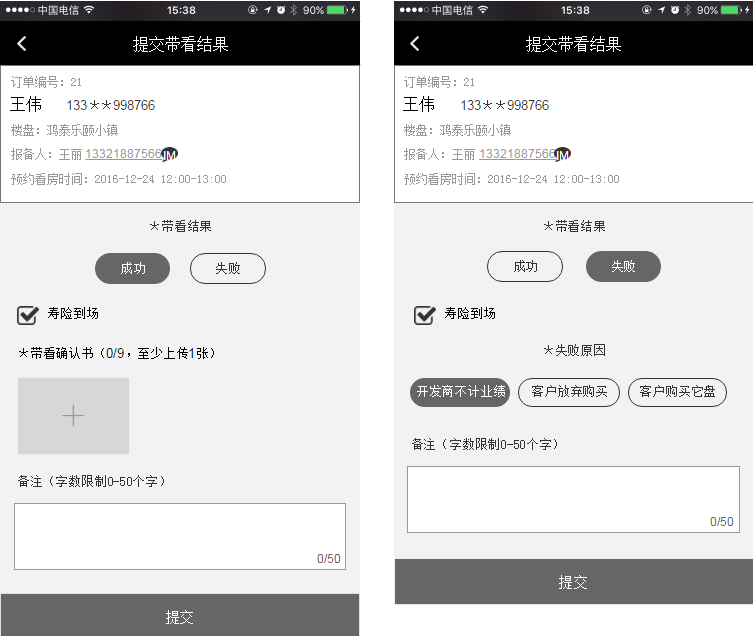 中国电信 15:38 90%
提交带看结果
订单编号：21
王伟 133＊＊998766
楼盘：鸿泰乐颐小镇
报备人：王丽 13321887566 JM
预约看房时间：2016-12-24 12:00-13:00
＊带看结果
成功 失败
寿险到场
＊带看确认书（0/9，至少上传1张）
备注（字数限制0-50个字）
0/50
提交
中国电信 15:38 90%
提交带看结果
订单编号：21
王伟 133＊＊998766
楼盘：鸿泰乐颐小镇
报备人：王丽 13321887566 JM
预约看房时间：2016-12-24 12:00-13:00
＊带看结果
成功 失败
寿险到场
＊失败原因
开发商不计业绩 客户放弃购买 客户购买它盘
备注（字数限制0-50个字）
0/50
提交